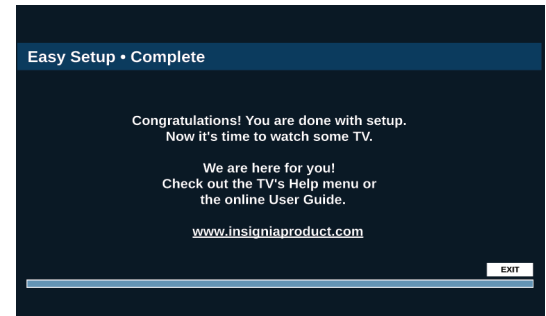 Easy Setup • Complete
Congratulations! You are done with setup.
Now it's time to watch some TV.
We are here for you!
Check out the TV's Help menu or
the online User Guide.
www.insigniaproduct.com
EXIT